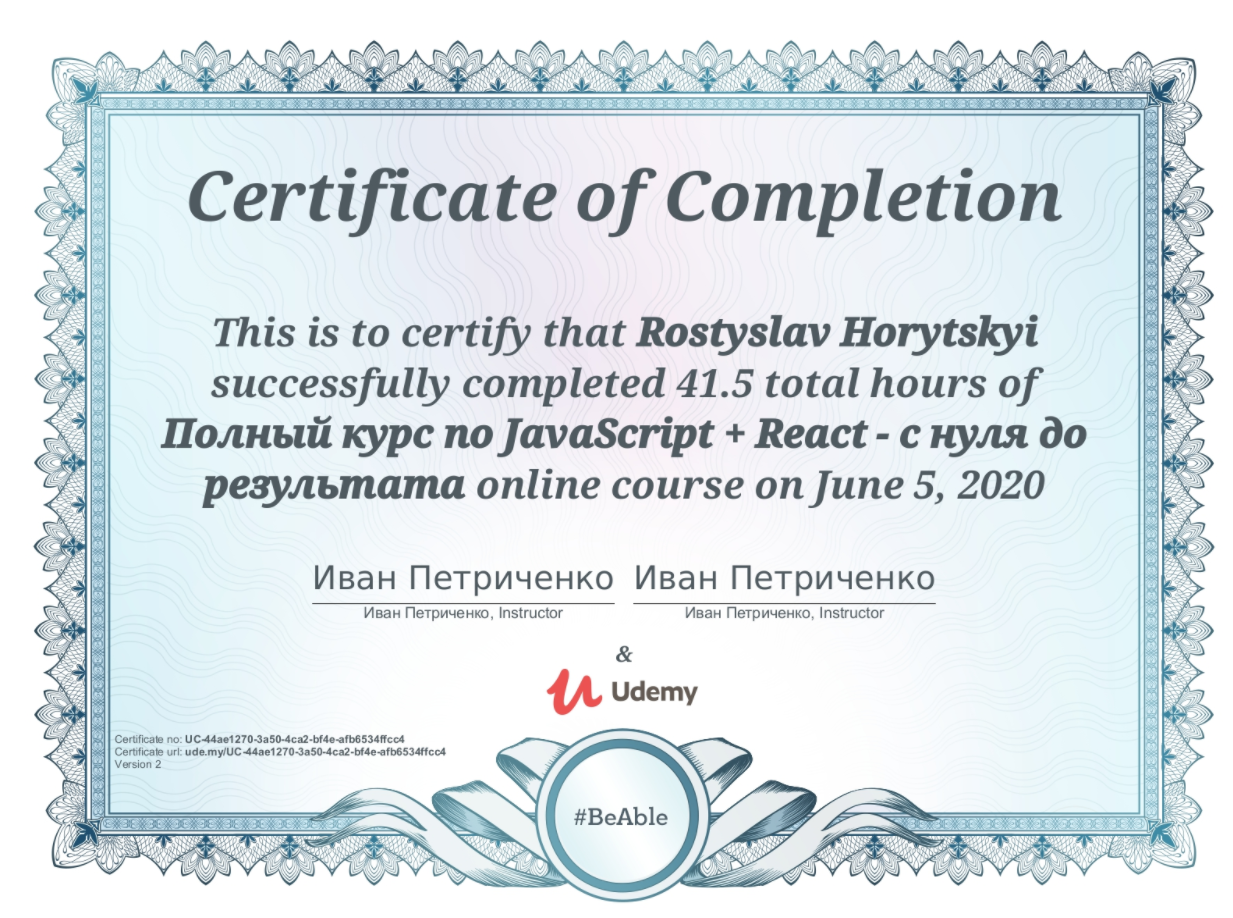 Certificate of Completion
This is to certify that Rostyslav Horytskyi
successfully completed 41.5 total hours of
Полный курс по JavaScript + React - с нуля до
результата online course on June 5, 2020
Иван Петриченко Иван Петриченко
Иван Петриченко, Instructor Иван Петриченко, Instructor
&
Udemy
Certificate no: UC-44ae1270-3a50-4ca2-bf4e-afb6534ffcc4
Certificate url: ude.my/UC-44ae1270-3a50-4ca2-bf4e-afb6534ffcc4
Version 2
#BeAble